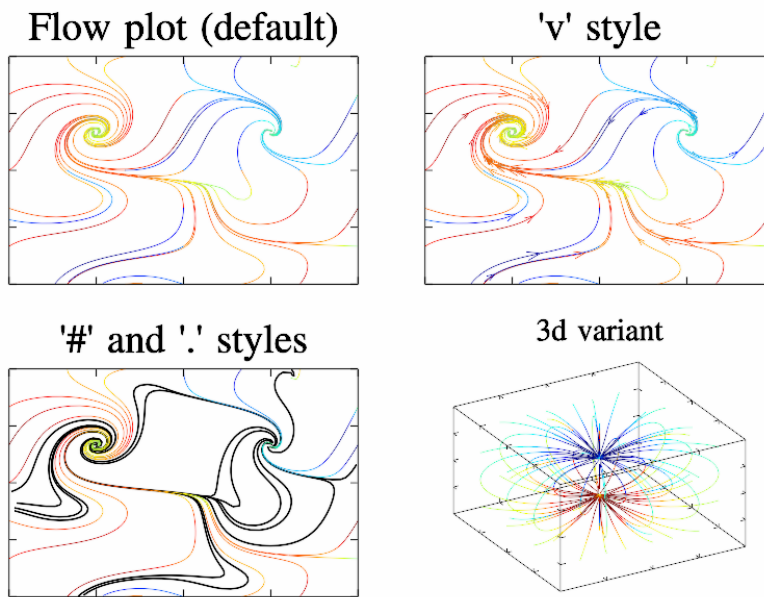 Flow plot (default)
'v' style
'#' and '.' styles
3d variant